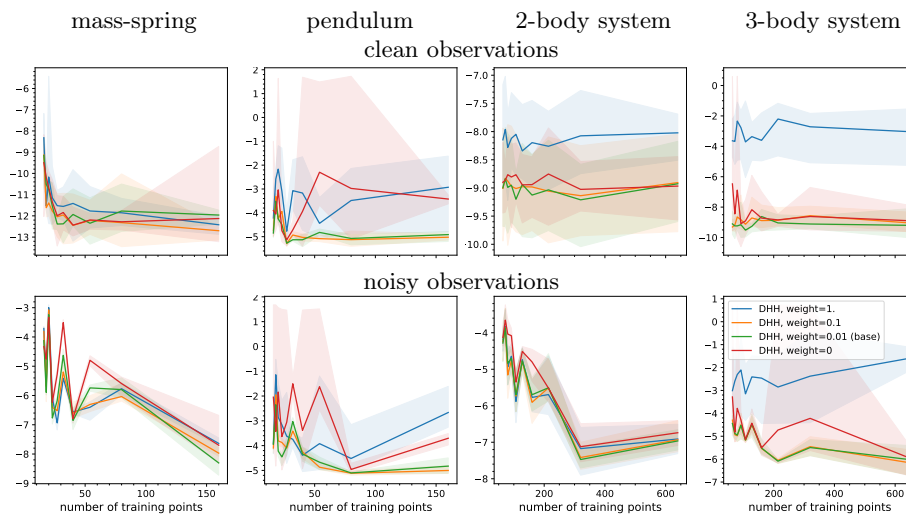 mass-spring pendulum 2-body system 3-body system
clean observations
−6 −7 −8 −9 −10 −11 −12 −13
2 1 0 −1 −2 −3 −4 −5
−7.0 −7.5 −8.0 −8.5 −9.0 −9.5 −10.0
0 −2 −4 −6 −8 −10
noisy observations
−3 −4 −5 −6 −7 −8 −9
2 1 0 −1 −2 −3 −4 −5
−4 −5 −6 −7 −8
1 0 −1 −2 −3 −4 −5 −6 −7
DHH, weight=1.
DHH, weight=0.1
DHH, weight=0.01 (base)
DHH, weight=0
50 100 150 50 100 150 200 400 600 200 400 600
number of training points number of training points number of training points number of training points